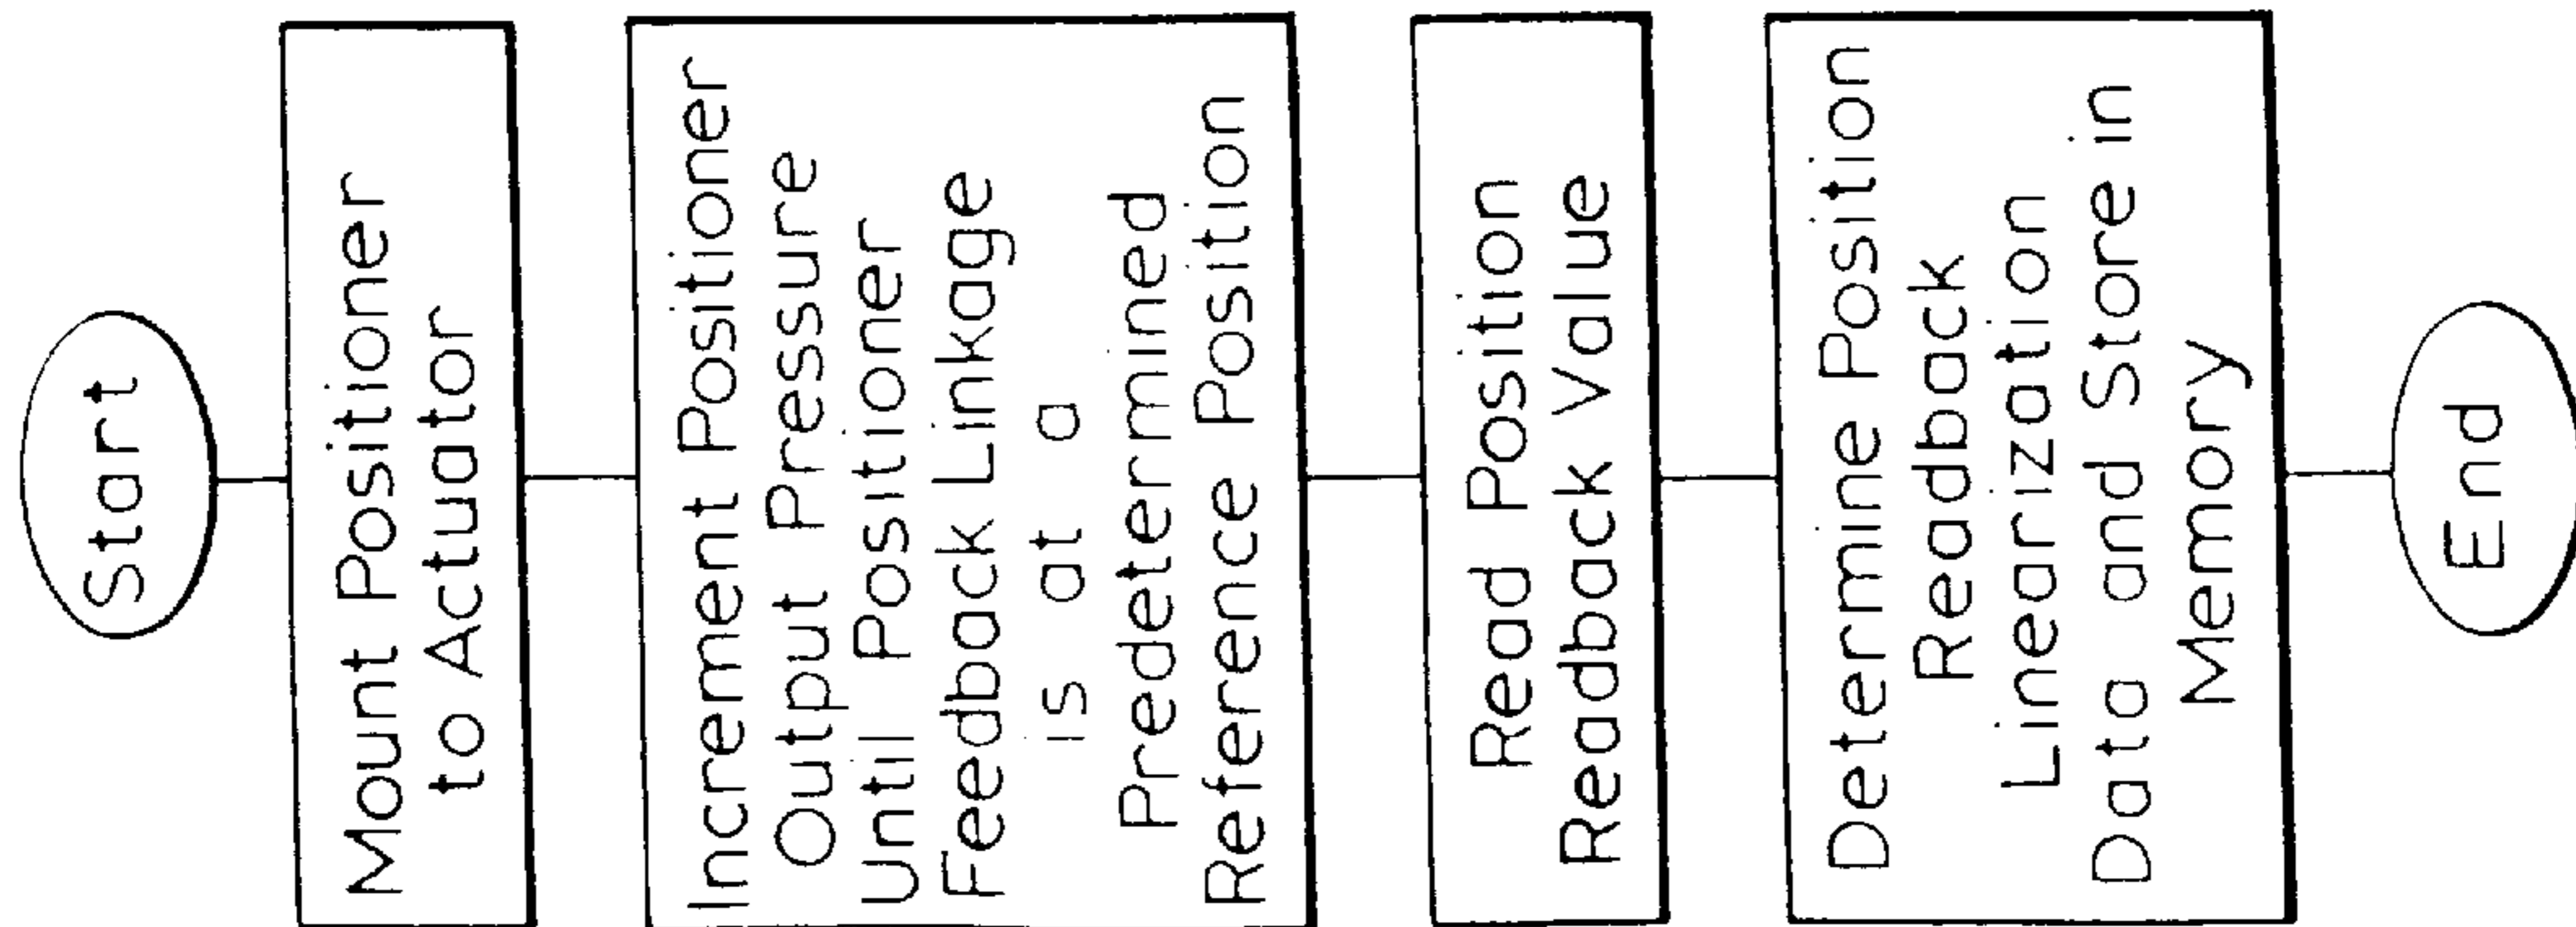 Start
Mount Positioner
to Actuator
Increment Positioner
Output Pressure
Until Positioner
Feedback Linkage
is at a
Predetermined
Reference Position
Read Position
Readback Value
Determine Position
Readback
Linearization
Data and Store in
Memory
End